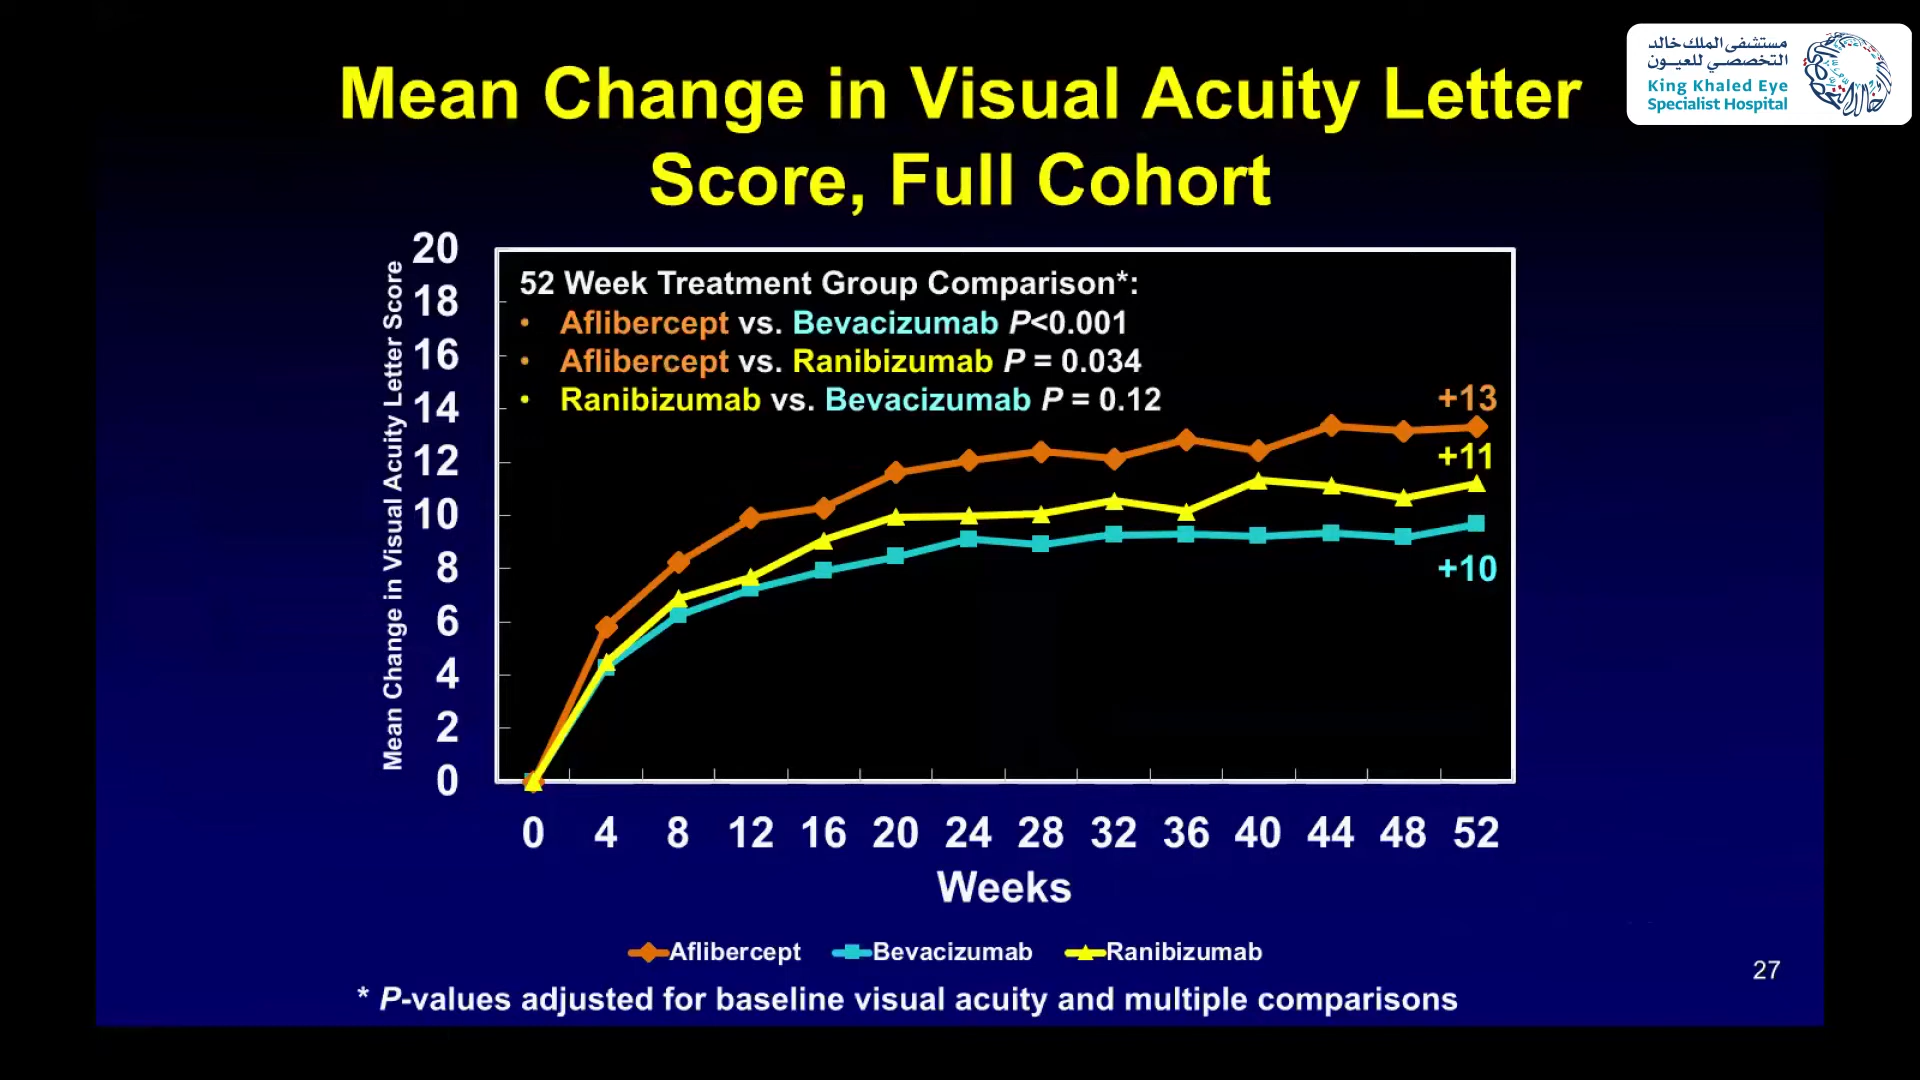 مستشفى الملك خالد
التخصصي للعيون
King Khaled Eye
Specialist Hospital
Mean Change in Visual Acuity Letter
Score, Full Cohort
Mean Change in Visual Acuity Letter Score
20
18
16
14
12
10
8
6
4
2
0
52 Week Treatment Group Comparison*:
• Aflibercept vs. Bevacizumab P<0.001
• Aflibercept vs. Ranibizumab P = 0.034
• Ranibizumab vs. Bevacizumab P = 0.12
+13
+11
+10
0 4 8 12 16 20 24 28 32 36 40 44 48 52
Weeks
Aflibercept Bevacizumab Ranibizumab
27
* P-values adjusted for baseline visual acuity and multiple comparisons